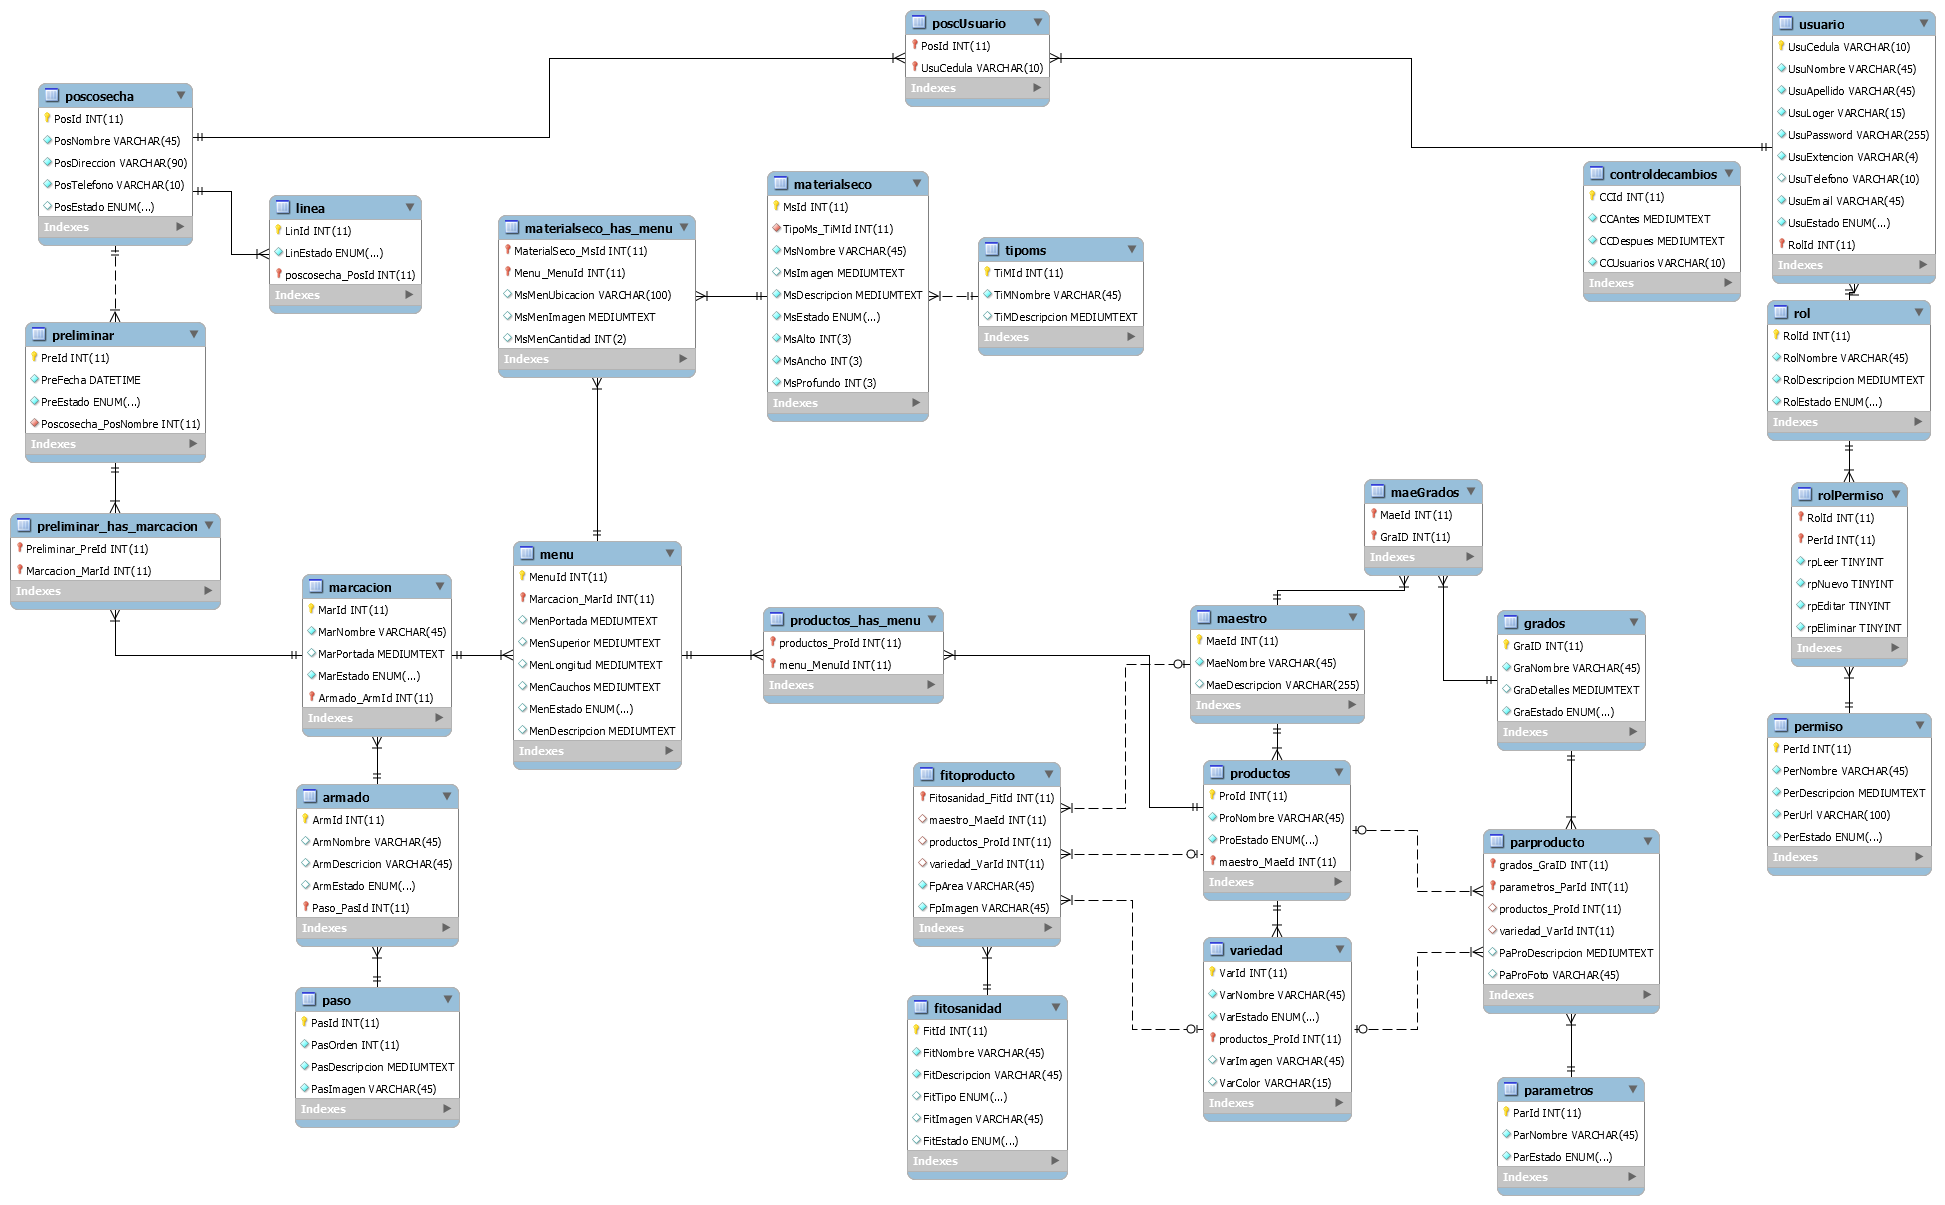 poscUsuario
PosId INT(11)
UsuCedula VARCHAR(10)
Indexes
usuario
UsuCedula VARCHAR(10)
UsuNombre VARCHAR(45)
UsuApellido VARCHAR(45)
UsuLoger VARCHAR(15)
UsuPassword VARCHAR(255)
UsuExtencion VARCHAR(4)
UsuTelefono VARCHAR(10)
UsuEmail VARCHAR(45)
UsuEstado ENUM(...)
RolId INT(11)
Indexes
poscosecha
PosId INT(11)
PosNombre VARCHAR(45)
PosDireccion VARCHAR(90)
PosTelefono VARCHAR(10)
PosEstado ENUM(...)
Indexes
linea
LinId INT(11)
LinEstado ENUM(...)
poscosecha_PosId INT(11)
Indexes
materialseco_has_menu
MaterialSeco_MsId INT(11)
Menu_MenuId INT(11)
MsMenUbicacion VARCHAR(100)
MsMenImagen MEDIUMTEXT
MsMenCantidad INT(2)
Indexes
materialseco
MsId INT(11)
TipoMs_TiMId INT(11)
MsNombre VARCHAR(45)
MsImagen MEDIUMTEXT
MsDescripcion MEDIUMTEXT
MsEstado ENUM(...)
MsAlto INT(3)
MsAncho INT(3)
MsProfundo INT(3)
Indexes
tipoms
TiMId INT(11)
TiMNombre VARCHAR(45)
TiMDescripcion MEDIUMTEXT
Indexes
controldecambios
CCId INT(11)
CCAntes MEDIUMTEXT
CCDespues MEDIUMTEXT
CCUsuarios VARCHAR(10)
Indexes
rol
RolId INT(11)
RolNombre VARCHAR(45)
RolDescripcion MEDIUMTEXT
RolEstado ENUM(...)
Indexes
preliminar
PreId INT(11)
PreFecha DATETIME
PreEstado ENUM(...)
Poscosecha_PosNombre INT(11)
Indexes
preliminar_has_marcacion
Preliminar_PreId INT(11)
Marcacion_MarId INT(11)
Indexes
marcacion
MarId INT(11)
MarNombre VARCHAR(45)
MarPortada MEDIUMTEXT
MarEstado ENUM(...)
Armado_ArmId INT(11)
Indexes
menu
MenuId INT(11)
Marcacion_MarId INT(11)
MenPortada MEDIUMTEXT
MenSuperior MEDIUMTEXT
MenLongitud MEDIUMTEXT
MenCauchos MEDIUMTEXT
MenEstado ENUM(...)
MenDescripcion MEDIUMTEXT
Indexes
productos_has_menu
productos_ProId INT(11)
menu_MenuId INT(11)
Indexes
maeGrados
MaeId INT(11)
GraID INT(11)
Indexes
maestro
MaeId INT(11)
MaeNombre VARCHAR(45)
MaeDescripcion VARCHAR(255)
Indexes
grados
GraID INT(11)
GraNombre VARCHAR(45)
GraDetalles MEDIUMTEXT
GraEstado ENUM(...)
Indexes
rolPermiso
RolId INT(11)
PerId INT(11)
rpLeer TINYINT
rpNuevo TINYINT
rpEditar TINYINT
rpEliminar TINYINT
Indexes
permiso
PerId INT(11)
PerNombre VARCHAR(45)
PerDescripcion MEDIUMTEXT
PerUrl VARCHAR(100)
PerEstado ENUM(...)
Indexes
armado
ArmId INT(11)
ArmNombre VARCHAR(45)
ArmDescricion VARCHAR(45)
ArmEstado ENUM(...)
Paso_PasId INT(11)
Indexes
paso
PasId INT(11)
PasOrden INT(11)
PasDescripcion MEDIUMTEXT
PasImagen VARCHAR(45)
Indexes
fitoproducto
Fitosanidad_FitId INT(11)
maestro_MaeId INT(11)
productos_ProId INT(11)
variedad_VarId INT(11)
FpArea VARCHAR(45)
FpImagen VARCHAR(45)
Indexes
productos
ProId INT(11)
ProNombre VARCHAR(45)
ProEstado ENUM(...)
maestro_MaeId INT(11)
Indexes
parproducto
grados_GraID INT(11)
parametros_ParId INT(11)
productos_ProId INT(11)
variedad_VarId INT(11)
PaProDescripcion MEDIUMTEXT
PaProFoto VARCHAR(45)
Indexes
fitosanidad
FitId INT(11)
FitNombre VARCHAR(45)
FitDescripcion VARCHAR(45)
FitTipo ENUM(...)
FitImagen VARCHAR(45)
FitEstado ENUM(...)
Indexes
variedad
VarId INT(11)
VarNombre VARCHAR(45)
VarEstado ENUM(...)
productos_ProId INT(11)
VarImagen VARCHAR(45)
VarColor VARCHAR(15)
Indexes
parametros
ParId INT(11)
ParNombre VARCHAR(45)
ParEstado ENUM(...)
Indexes